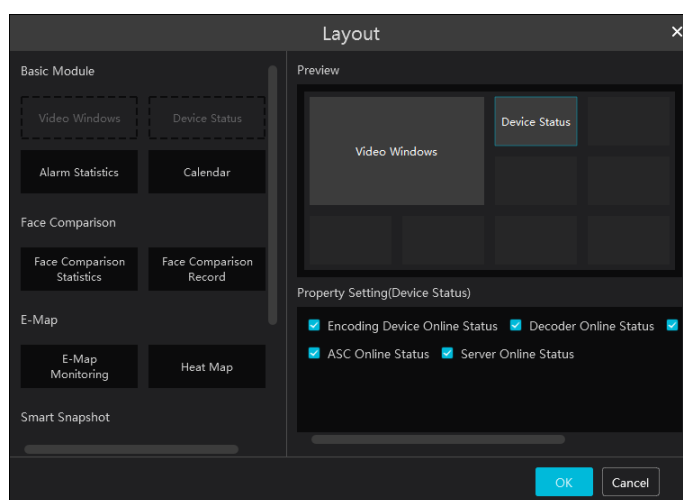 Layout
Basic Module
Video Windows
Device Status
Alarm Statistics
Calendar
Face Comparison
Face Comparison
Statistics
Face Comparison
Record
E-Map
E-Map
Monitoring
Heat Map
Smart Snapshot
Preview
Video Windows
Device Status
Property Setting(Device Status)
Encoding Device Online Status
Decoder Online Status
ASC Online Status
Server Online Status
OK
Cancel